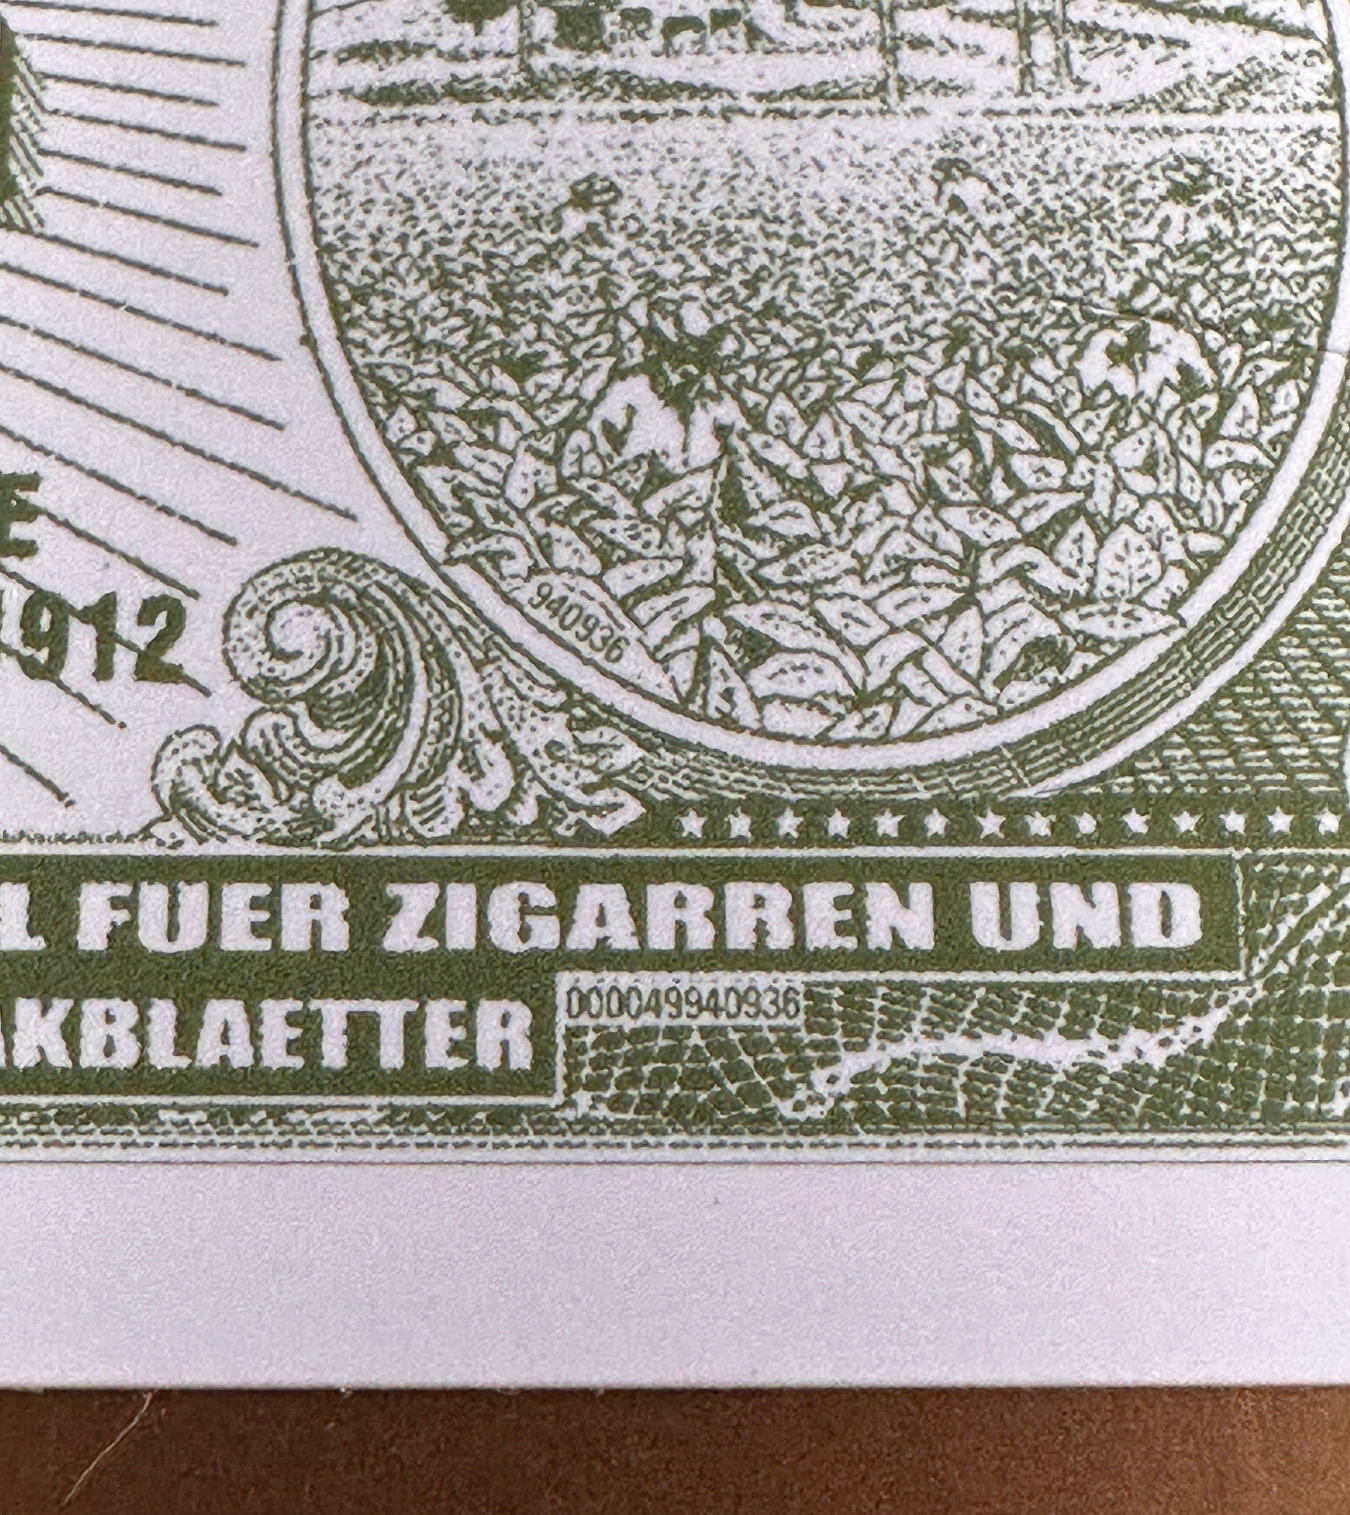 E
1912
940936
L FUER ZIGARREN UND
AKBLAETTER
000049940936